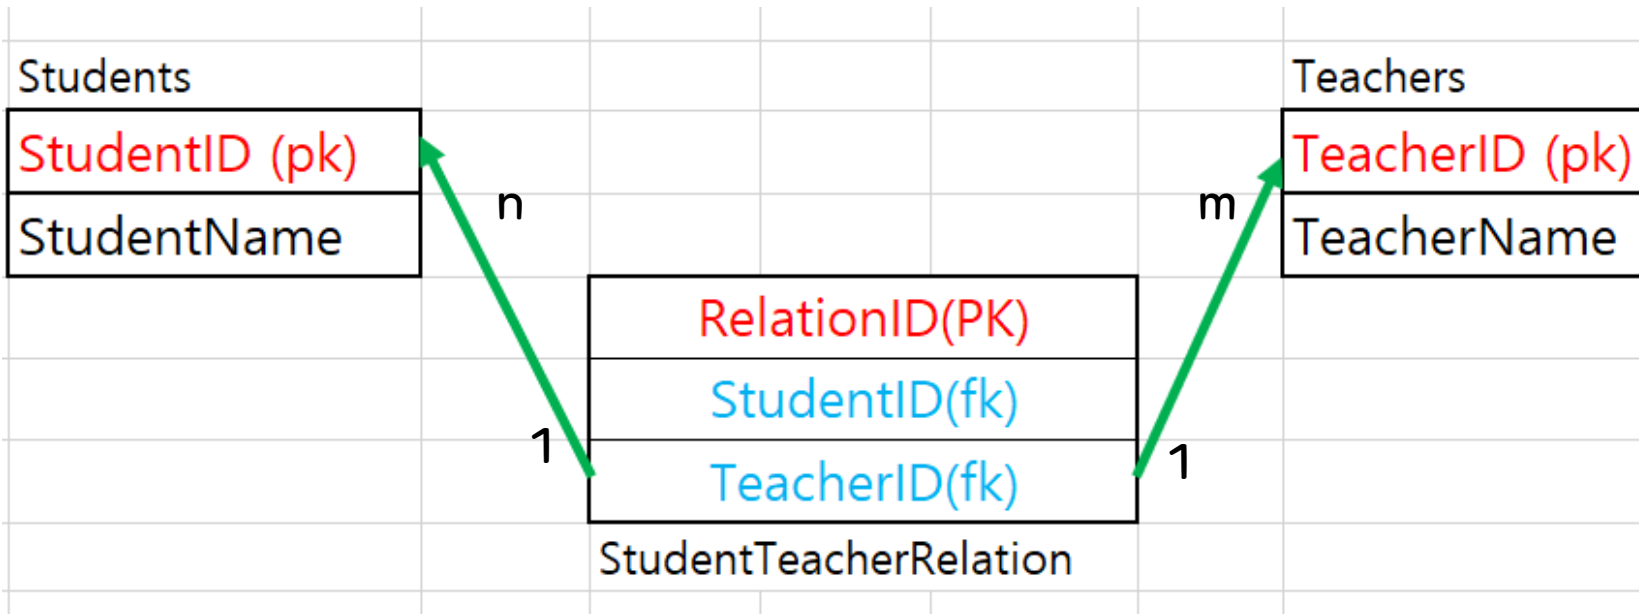 Students
StudentID (pk)
StudentName
n
1
RelationID(PK)
StudentID(fk)
TeacherID(fk)
StudentTeacherRelation
Teachers
TeacherID (pk)
TeacherName
m
1